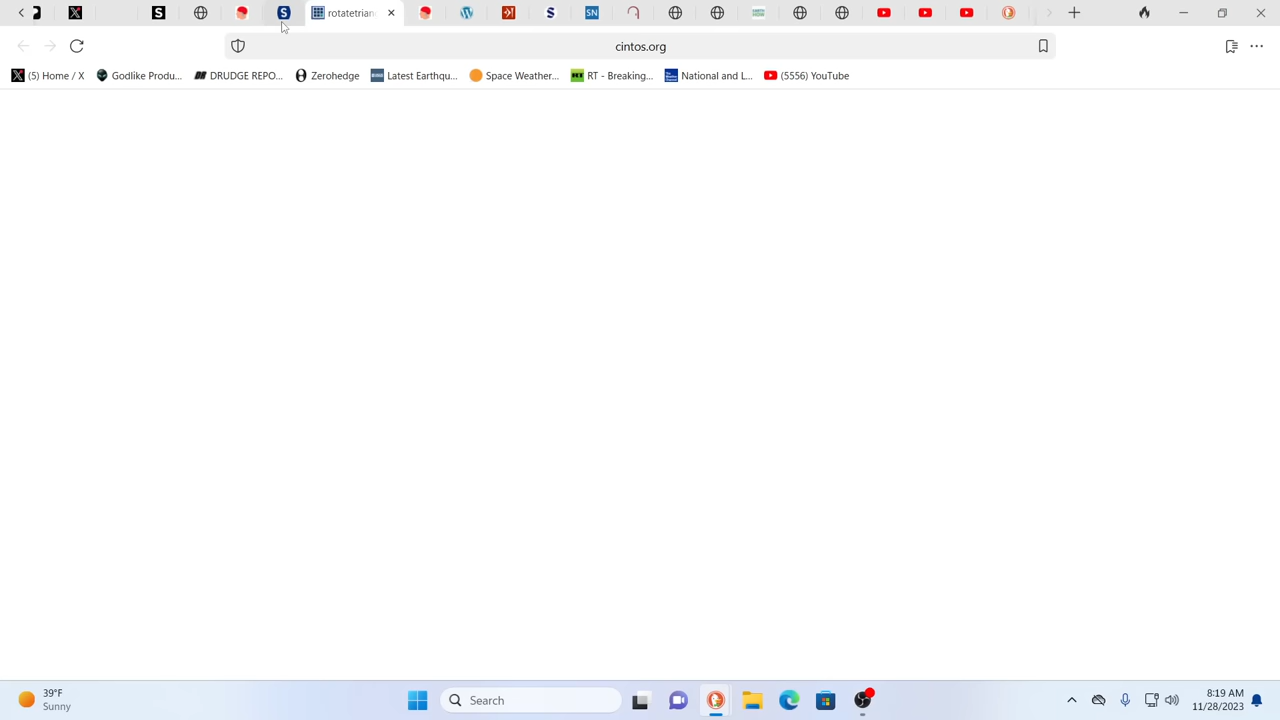 rotatetrian
cintos.org
(5) Home / X
Godlike Produ...
DRUDGE REPO...
Zerohedge
Latest Earthqu...
Space Weather...
RT - Breaking...
National and L...
(5556) YouTube
39°F
Sunny
Search
8:19 AM
11/28/2023